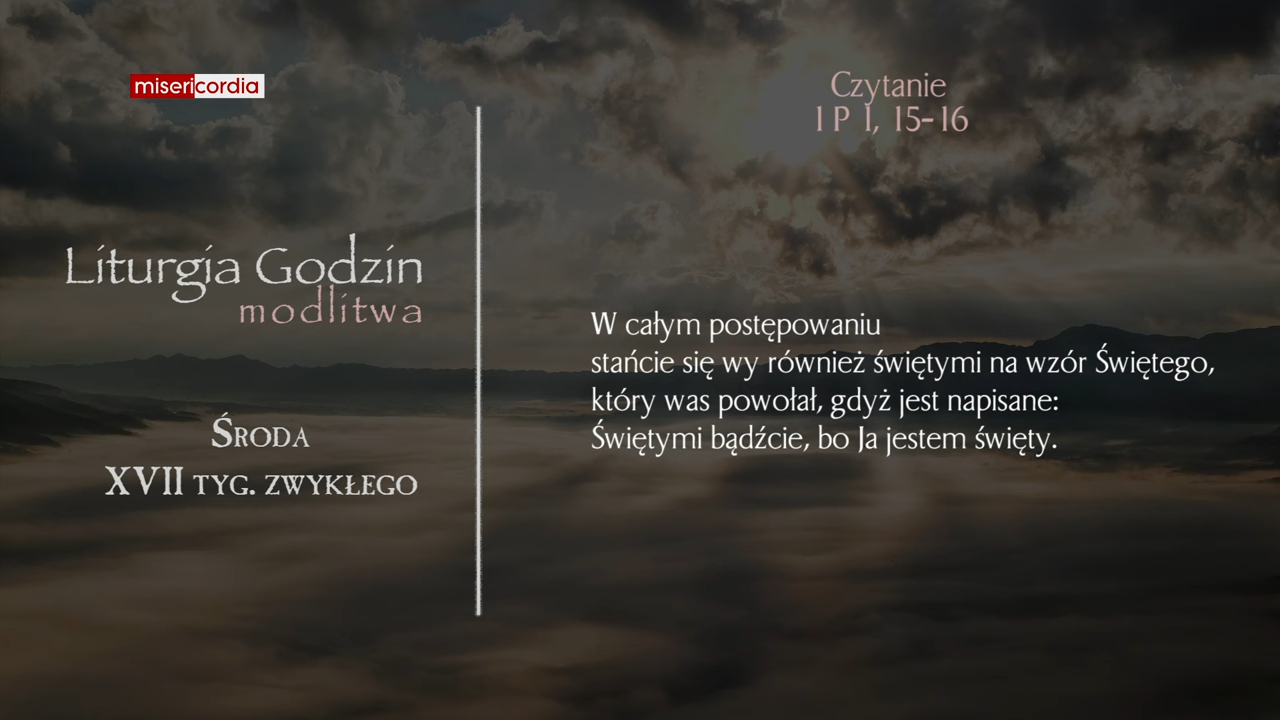 misericordia
Liturgia Godzin
modlitwa
Środa
XVII tyg. zwykłego
Czytanie
1 P 1, 15-16
W całym postępowaniu
stańcie się wy również świętymi na wzór Świętego,
który was powołał, gdyż jest napisane:
Świętymi bądźcie, bo Ja jestem święty.